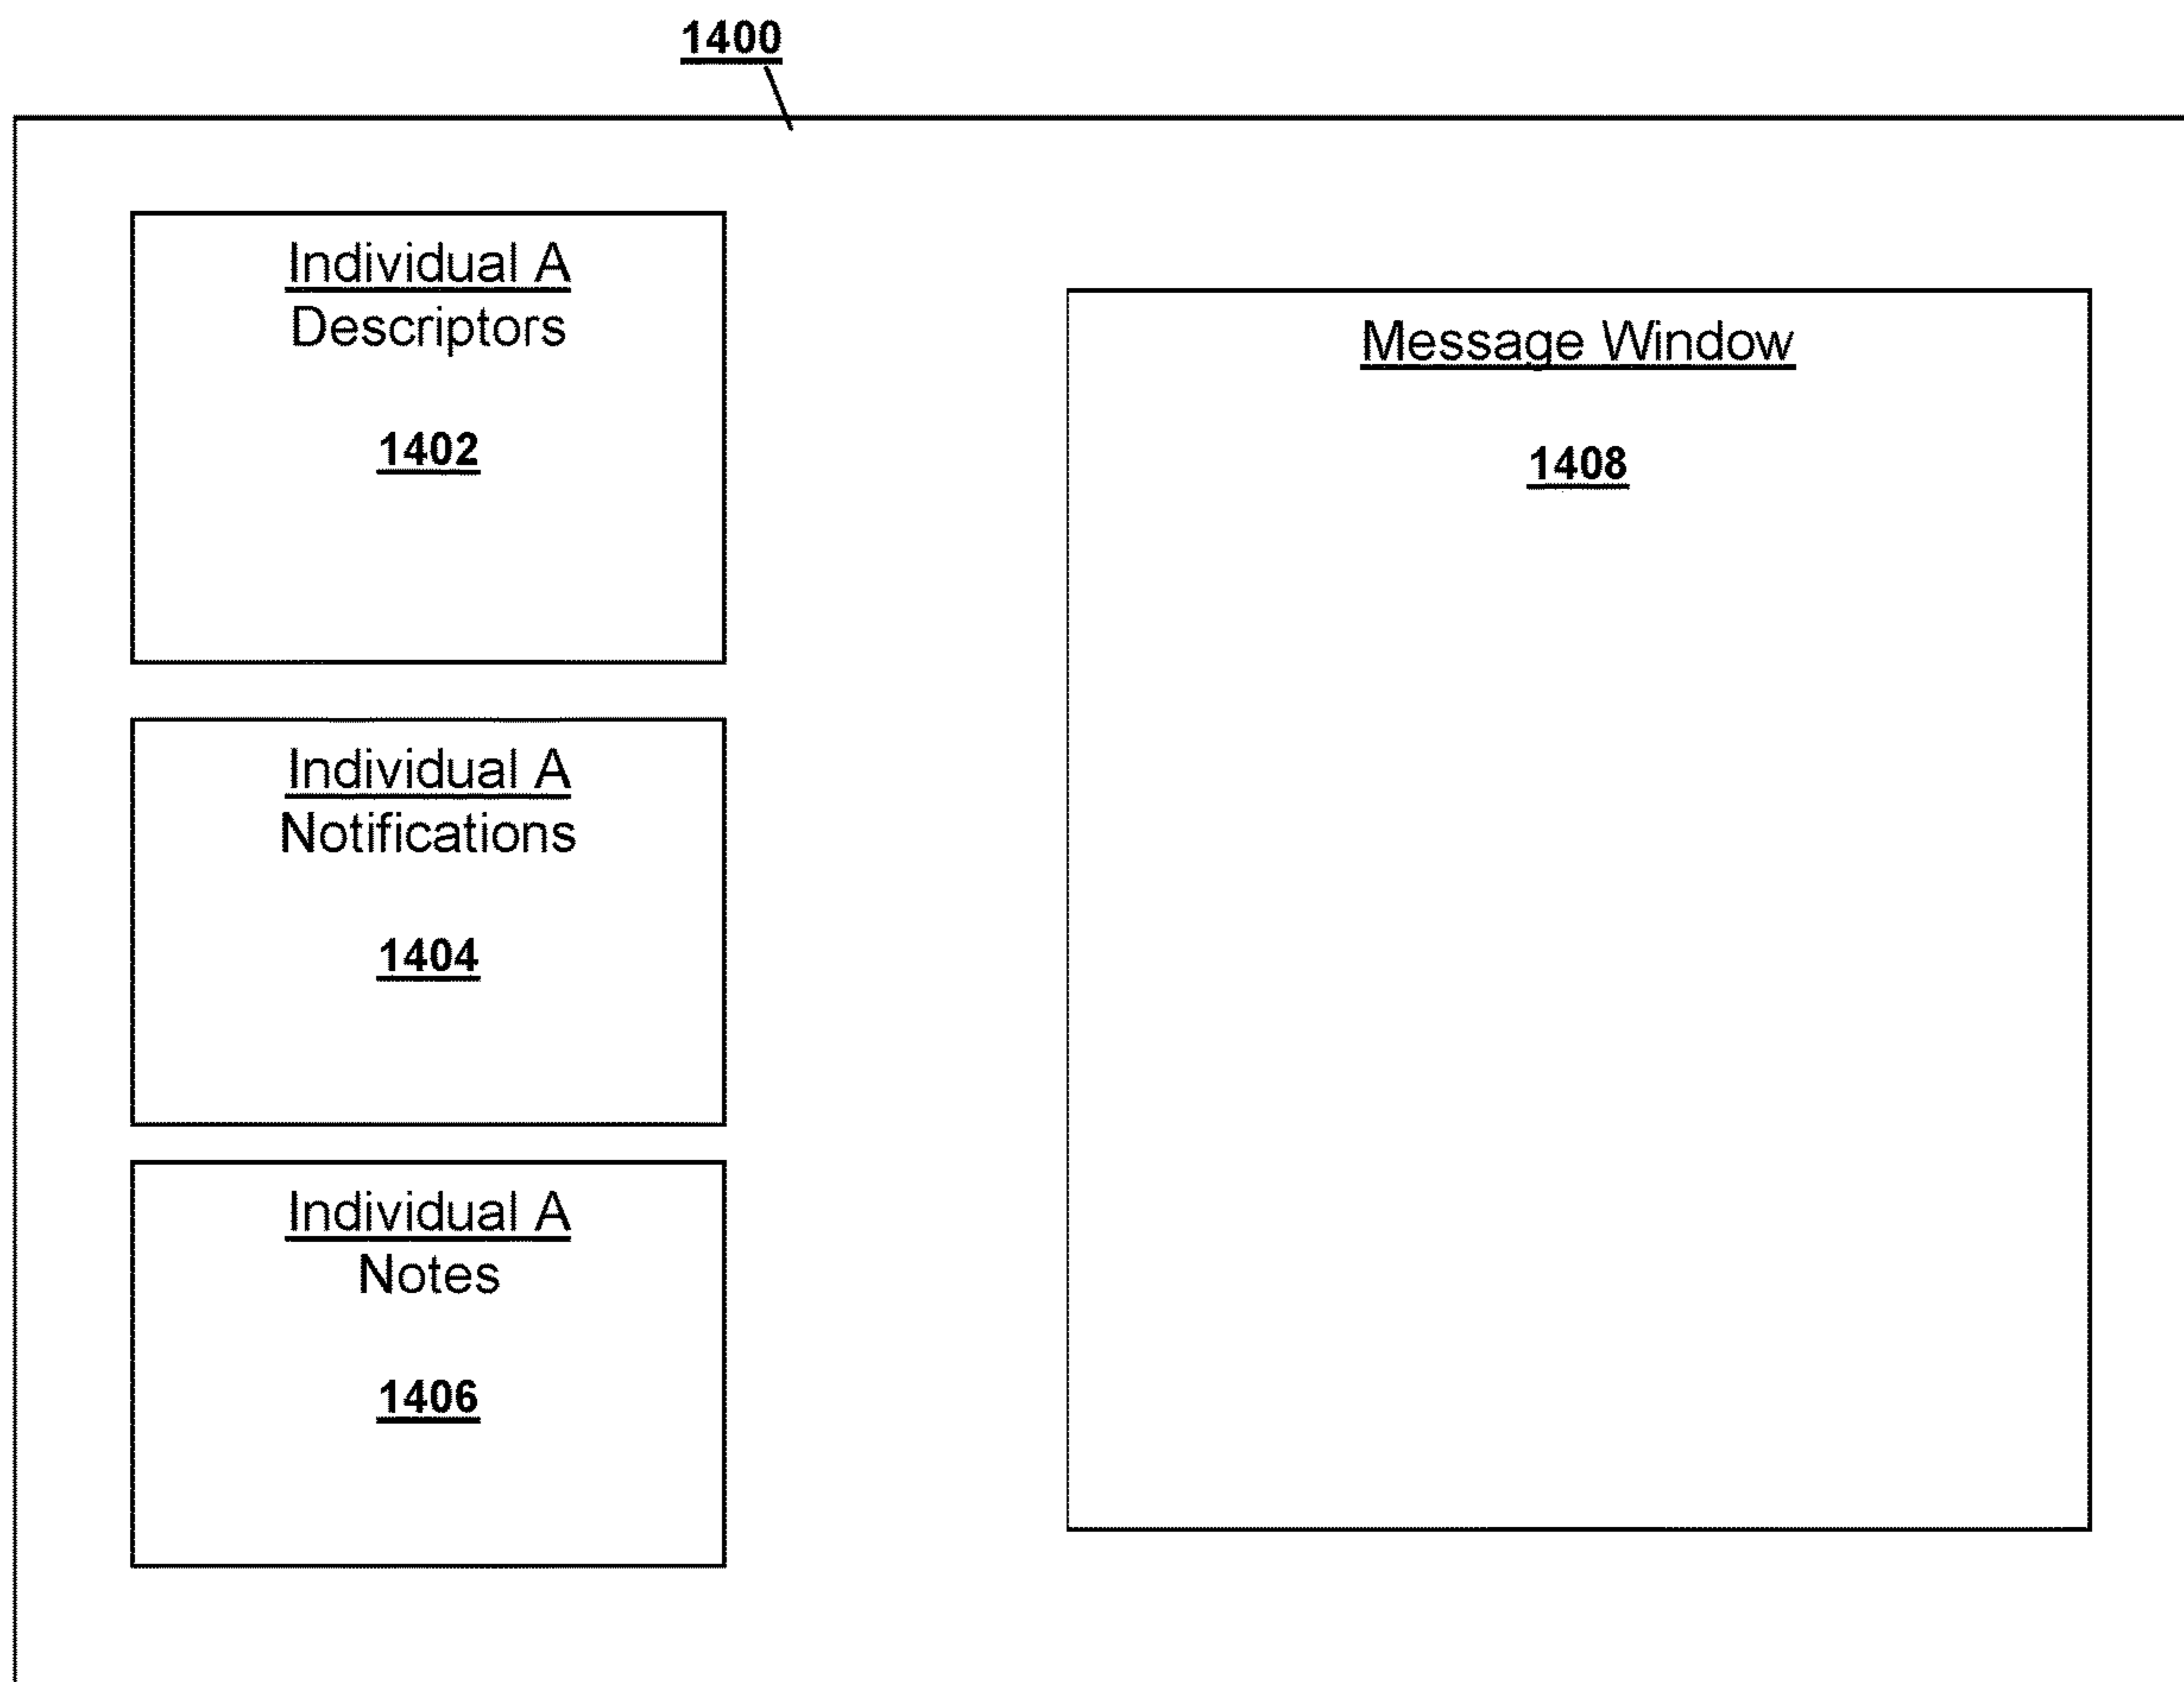 1400
Individual A
Descriptors
1402
Individual A
Notifications
1404
Individual A
Notes
1406
Message Window
1408